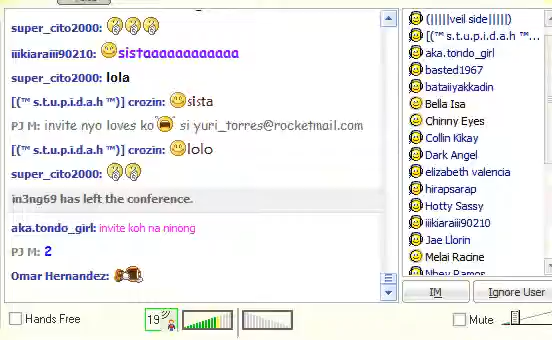 super_cito2000:
iiikiaraiii90210: sistaaaaaaaaaaaa
super_cito2000: lola
[(™ s.t.u.p.i.d.a.h ™)] crozin: sista
PJ M: invite nyo loves ko si yuri_torres@rocketmail.com
[(™ s.t.u.p.i.d.a.h ™)] crozin: lolo
super_cito2000:
in3ng69 has left the conference.
aka.tondo_girl: invite koh na ninong
PJ M: 2
Omar Hernandez:
Hands Free
19
(|||||veil side|||||)
[(™ s.t.u.p.i.d.a.h ™...
aka.tondo_girl
basted1967
bataiiyakkadin
Bella Isa
Chinny Eyes
Collin Kikay
Dark Angel
elizabeth valencia
hirapsarap
Hotty Sassy
iiikiaraiii90210
Jae Llorin
Melai Racine
Nhey Ramos
IM
Ignore User
Mute